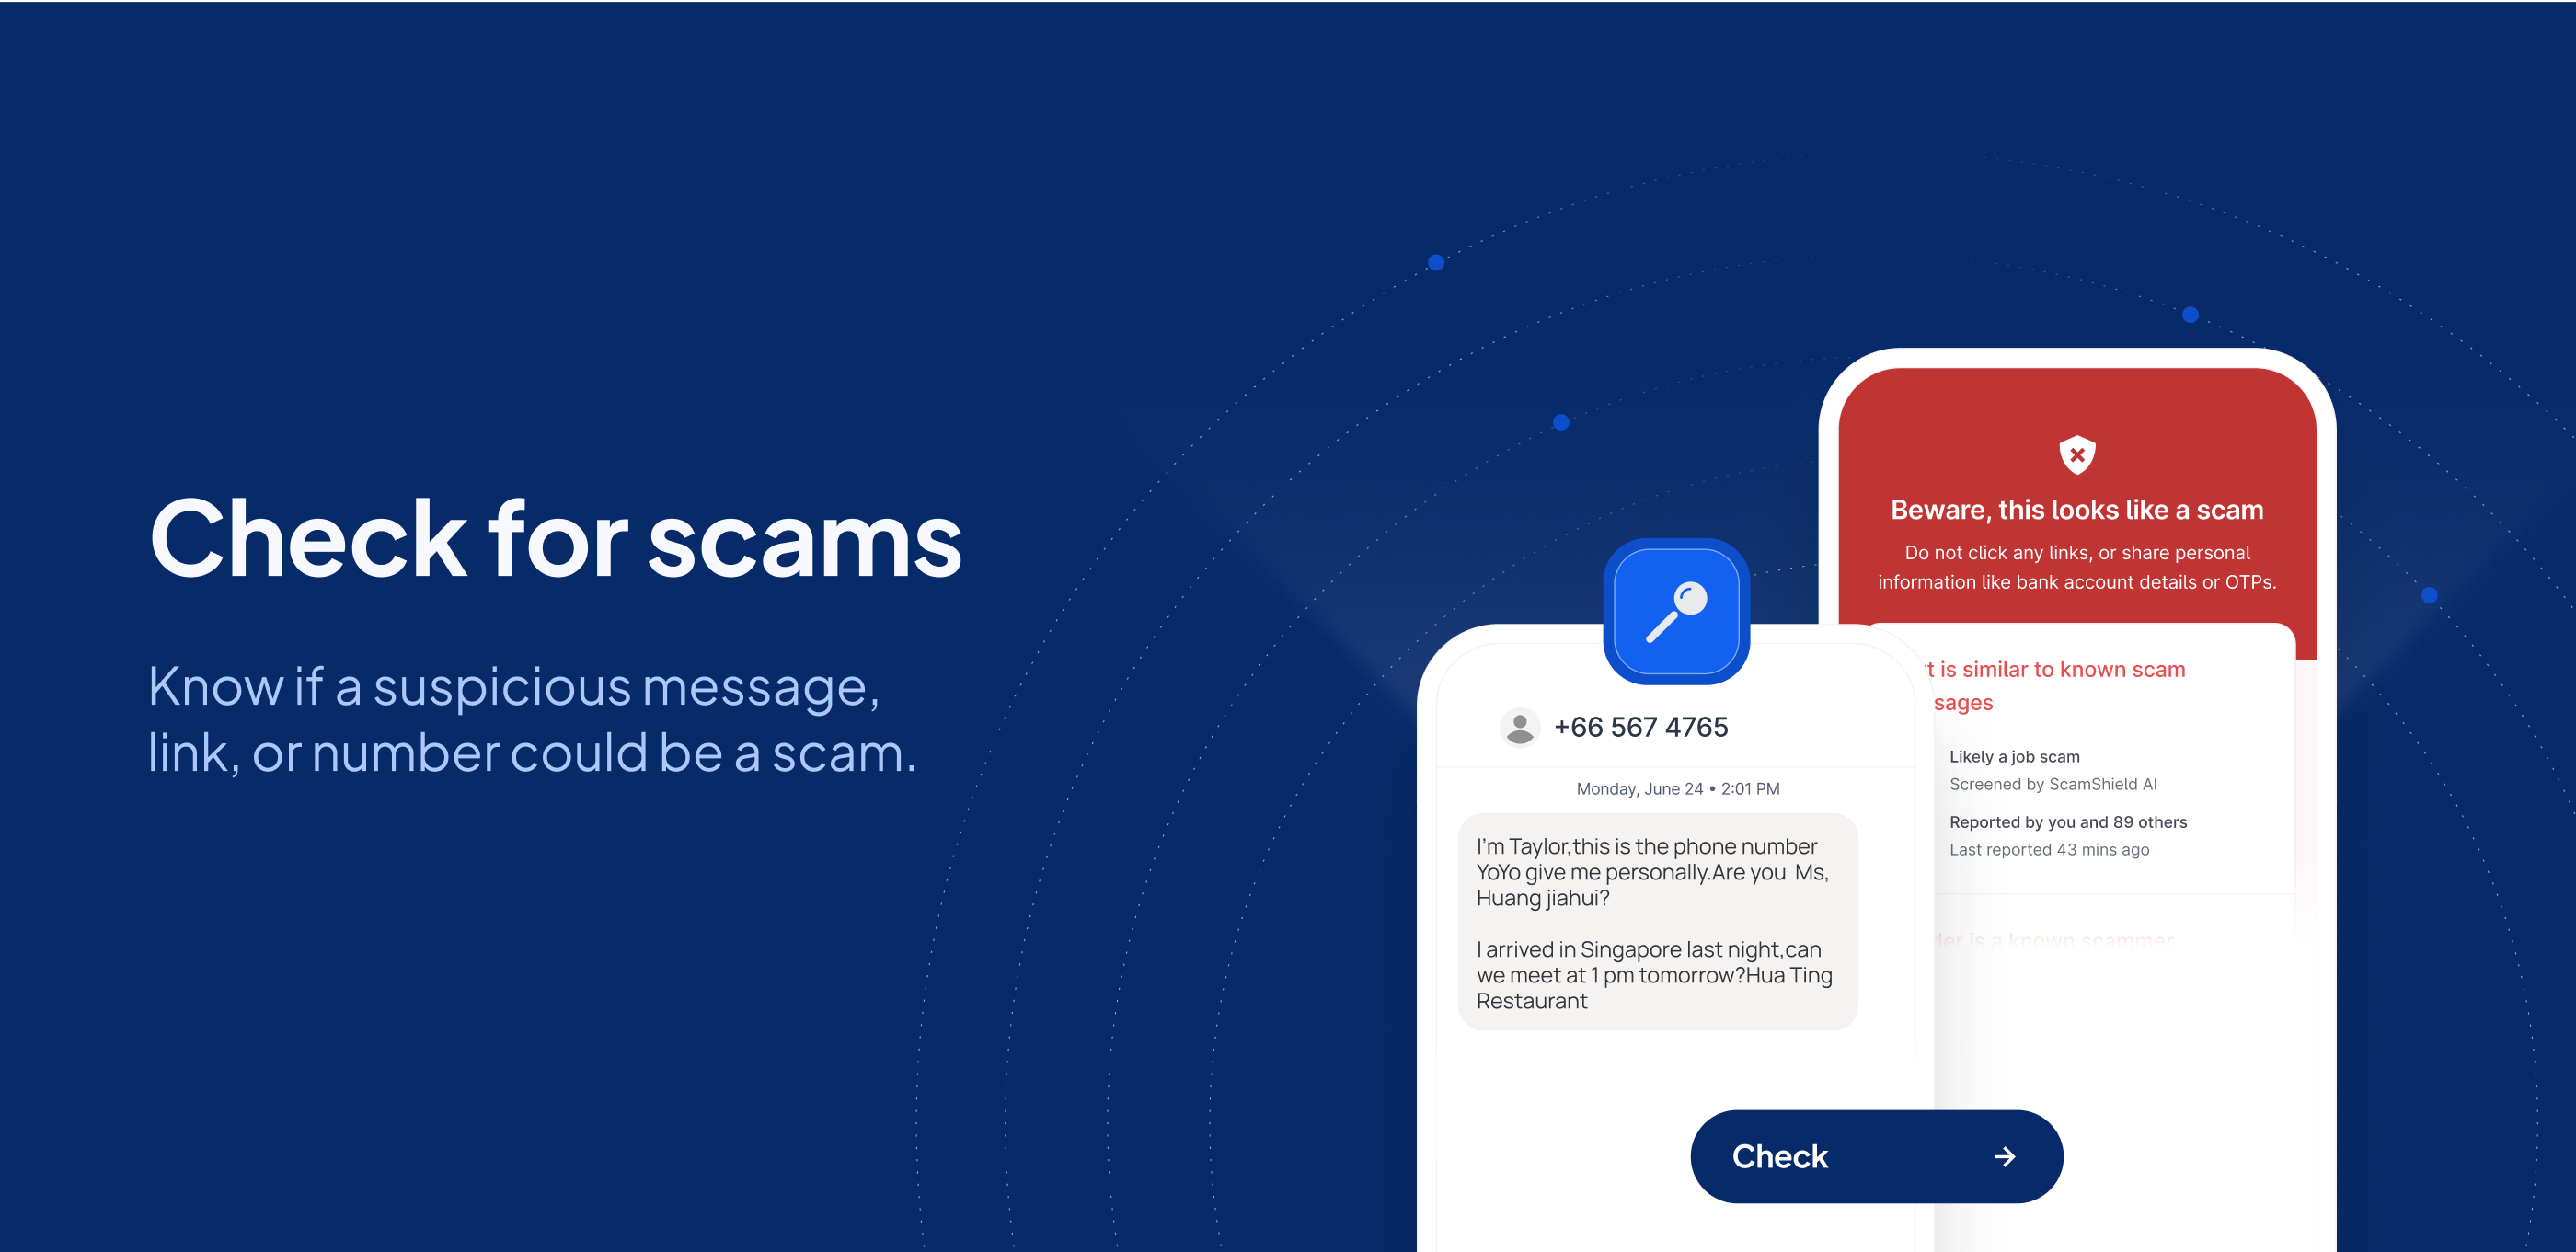 Check for scams
Know if a suspicious message,
link, or number could be a scam.
Beware, this looks like a scam
Do not click any links, or share personal
information like bank account details or OTPs.
is similar to known scam
Likely a job scam
Screened by ScamShield AI
Reported by you and 89 others
Last reported 43 mins ago
is a known scammer
+66 567 4765
Monday, June 24 • 2:01 PM
I'm Taylor,this is the phone number
YoYo give me personally.Are you  Ms,
Huang jiahui?
I arrived in Singapore last night,can
we meet at 1 pm tomorrow?Hua Ting
Restaurant
Check